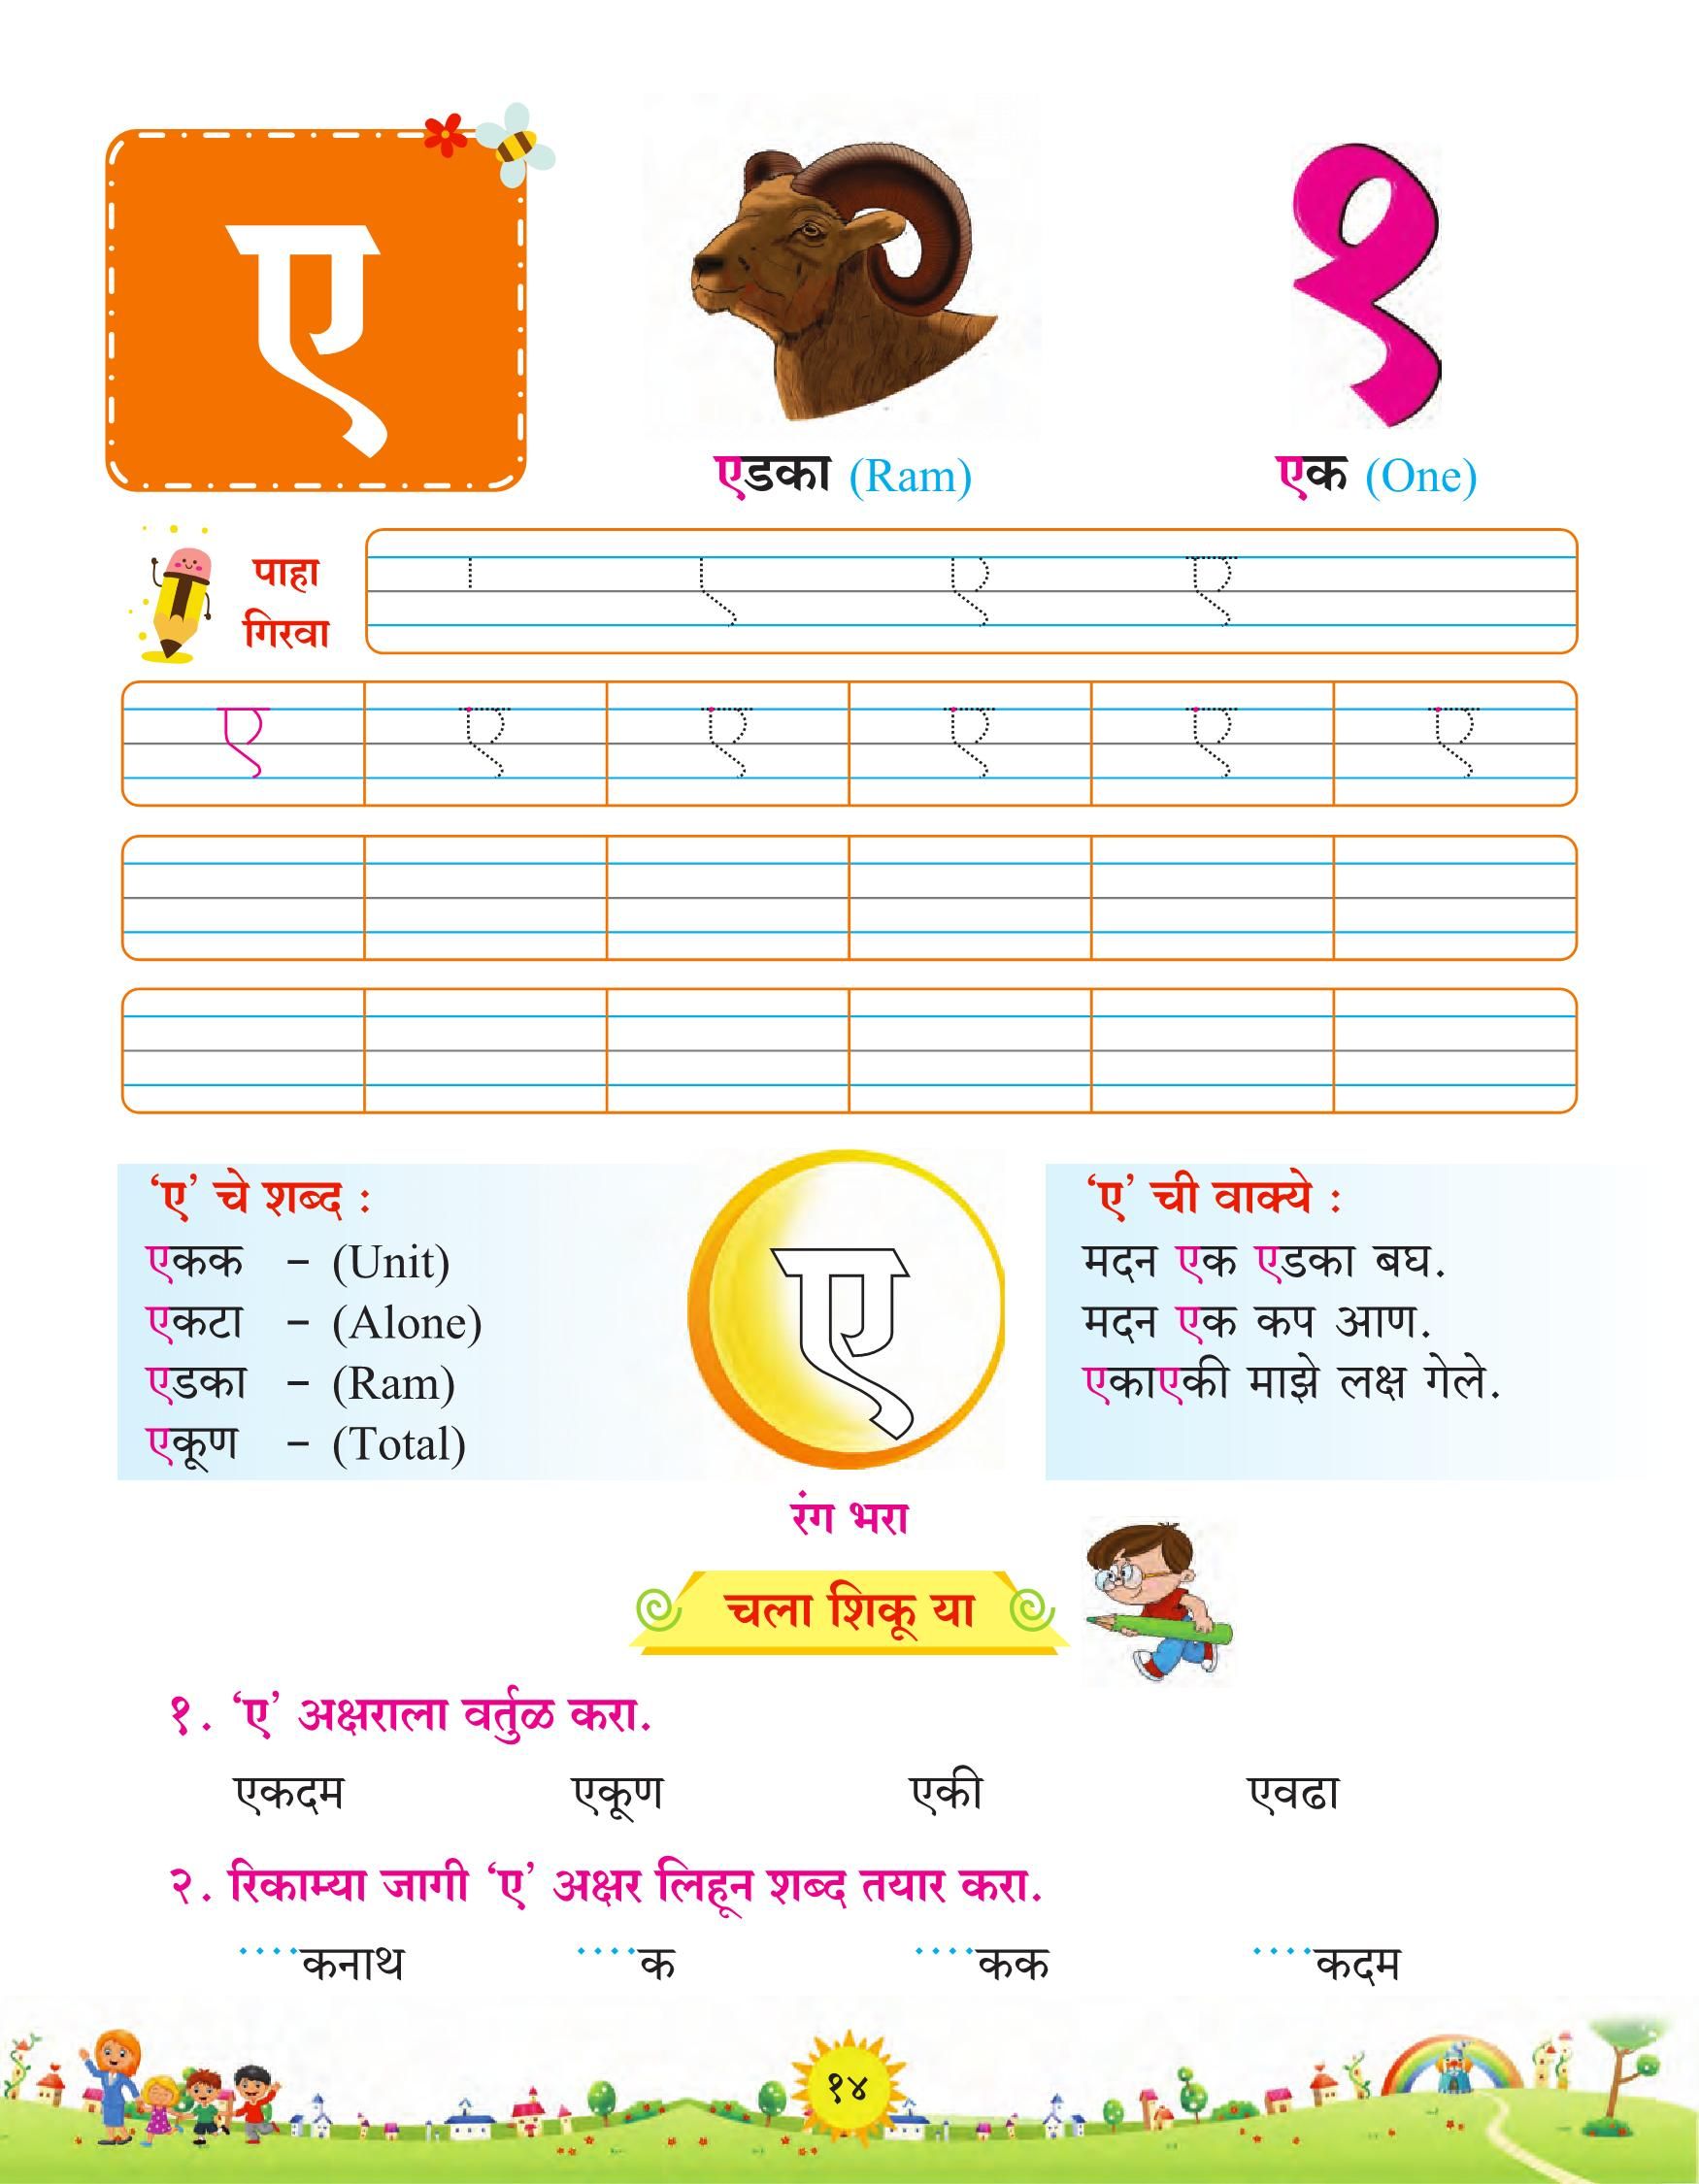 ए
१
एडका (Ram)
एक (One)
पाहा
गिरवा
ए
ए ए ए ए ए ए
‘ए’ चे शब्द :
एकक – (Unit)
एकटा – (Alone)
एडका – (Ram)
एकूण – (Total)
ए
रंग भरा
‘ए’ ची वाक्ये :
मदन एक एडका बघ.
मदन एक कप आण.
एकाएकी माझे लक्ष गेले.
चला शिकू या
१. ‘ए’ अक्षराला वर्तुळ करा.
एकदम एकूण एकी एवढा
२. रिकाम्या जागी ‘ए’ अक्षर लिहून शब्द तयार करा.
....कनाथ ....क ....कक ....कदम
१४